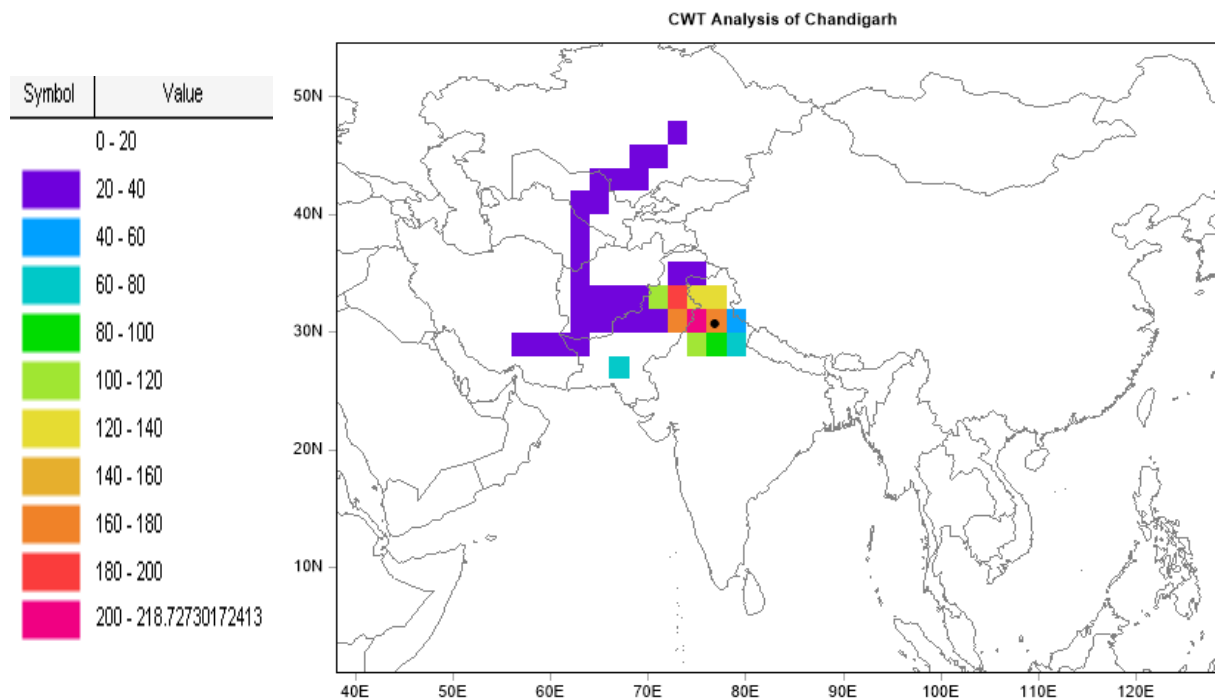 CWT Analysis of Chandigarh
Symbol Value
0 - 20
20 - 40
40 - 60
60 - 80
80 - 100
100 - 120
120 - 140
140 - 160
160 - 180
180 - 200
200 - 218.72730172413
50N
40N
30N
20N
10N
40E 50E 60E 70E 80E 90E 100E 110E 120E